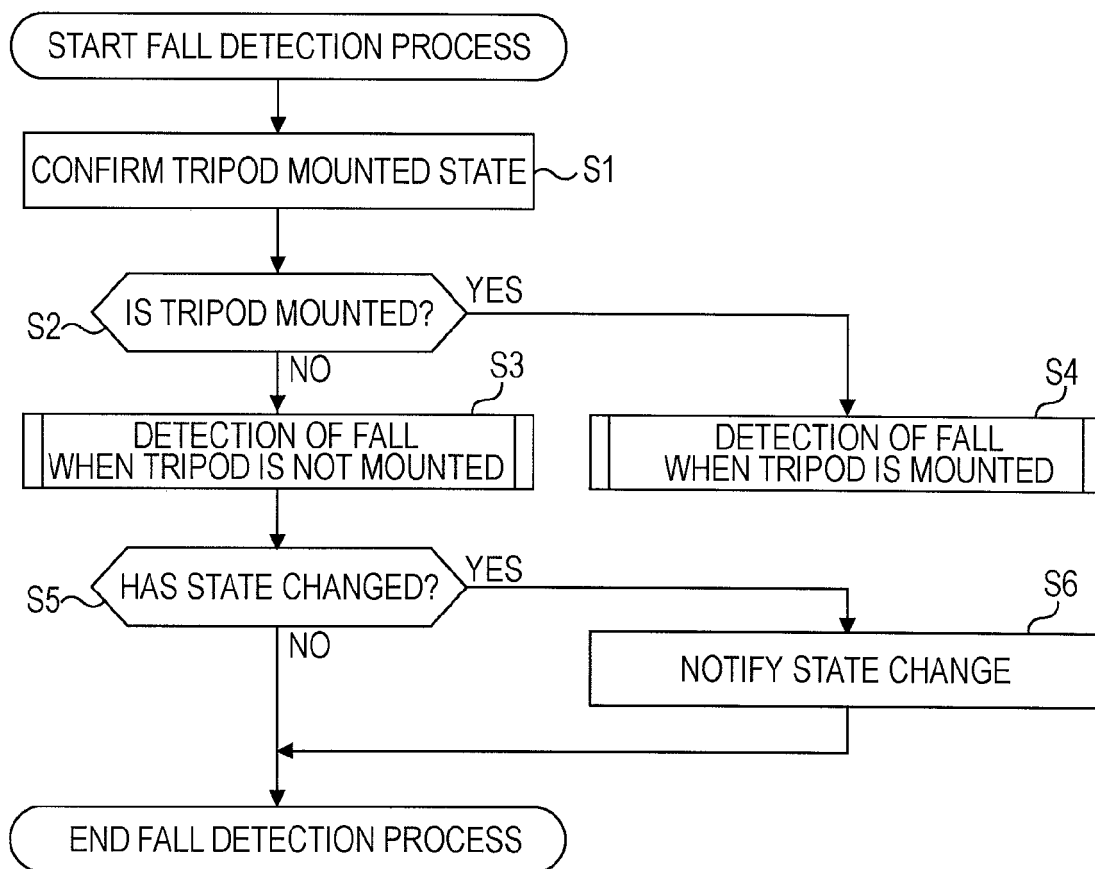 START FALL DETECTION PROCESS
CONFIRM TRIPOD MOUNTED STATE
S1
IS TRIPOD MOUNTED?
YES
S2
NO
S3
DETECTION OF FALL
WHEN TRIPOD IS NOT MOUNTED
S4
DETECTION OF FALL
WHEN TRIPOD IS MOUNTED
HAS STATE CHANGED?
YES
S5
NO
S6
NOTIFY STATE CHANGE
END FALL DETECTION PROCESS